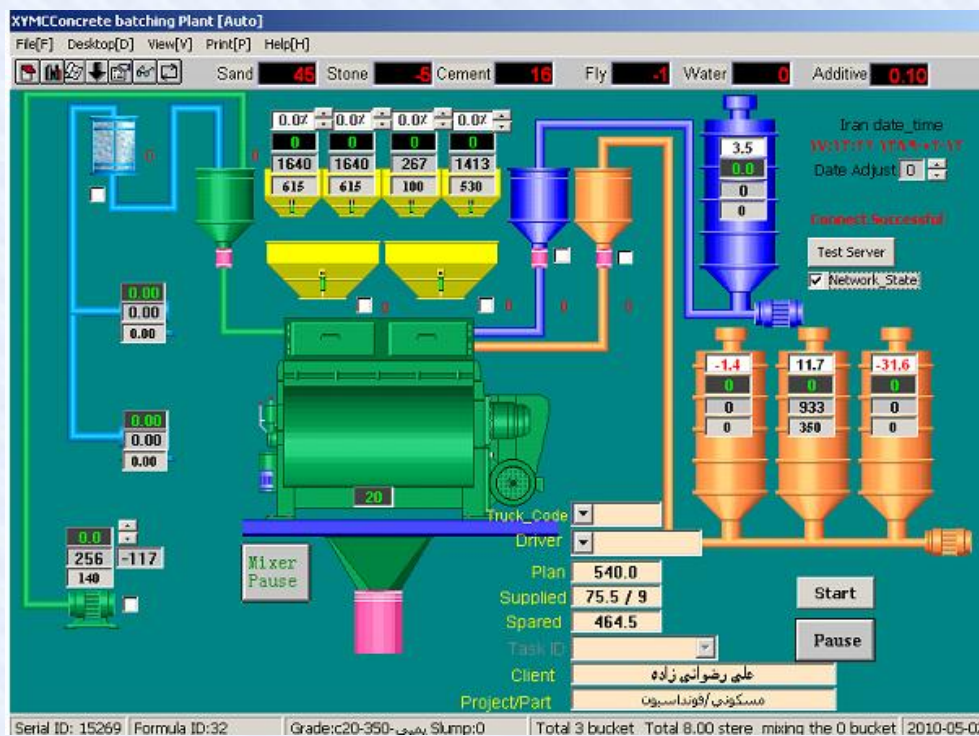 XYMCConcrete batching Plant [Auto]
File[F] Desktop[D] View[V] Print[P] Help[H]
Sand 45 Stone -5 Cement 16 Fly -1 Water 0 Additive 0.10
Iran date_time
Date Adjust 0
Connect Successful
Test Server
Network_State
0.0% 0.0% 0.0% 0.0%
0 0 0 0
1640 1640 267 1413
615 615 100 530
3.5
0.0
0
0
0 0
0 0 0 0
0.00
0.00
0.00
0.00
0.00
0.00
-1.4 11.7 -31.6
0 0 0
0 933 0
0 350 0
20
0.0
256 -117
140
Mixer
Pause
Truck_Code
Driver
Plan 540.0
Supplied 75.5 / 9
Spared 464.5
Task ID
Client علي رضواني زاده
Project/Part مسكوني/فونداسيون
Start
Pause
Serial ID: 15269 Formula ID:32 Grade:c20-350-پمپي Slump:0 Total 3 bucket Total 8.00 stere mixing the 0 bucket